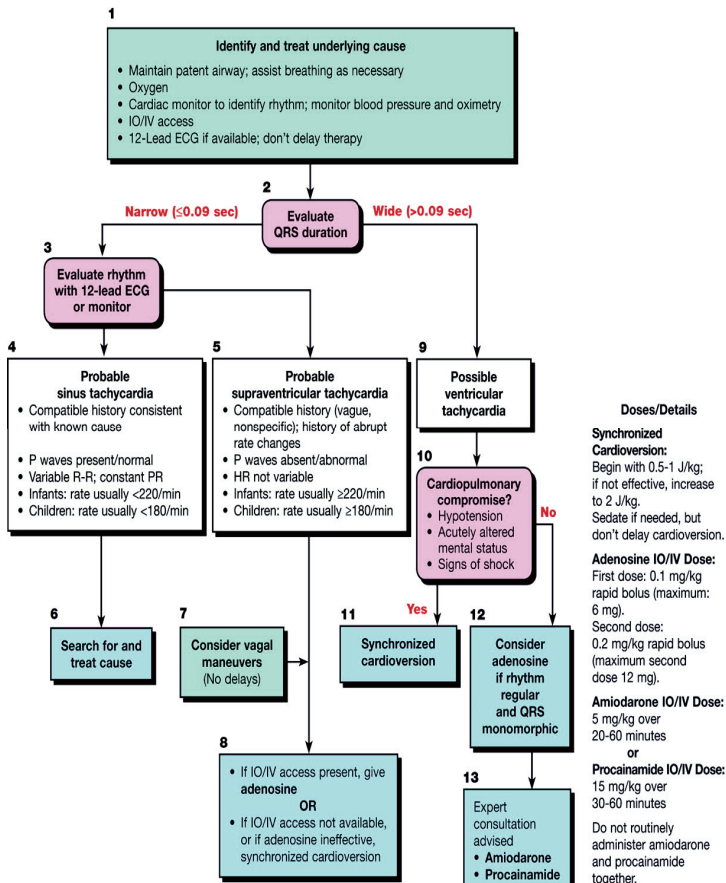 1
Identify and treat underlying cause
• Maintain patent airway; assist breathing as necessary
• Oxygen
• Cardiac monitor to identify rhythm; monitor blood pressure and oximetry
• IO/IV access
• 12-Lead ECG if available; don't delay therapy
2
Narrow (≤0.09 sec)
Evaluate
QRS duration
Wide (>0.09 sec)
3
Evaluate rhythm
with 12-lead ECG
or monitor
4
Probable
sinus tachycardia
• Compatible history consistent
with known cause
• P waves present/normal
• Variable R-R; constant PR
• Infants: rate usually <220/min
• Children: rate usually <180/min
5
Probable
supraventricular tachycardia
• Compatible history (vague,
nonspecific); history of abrupt
rate changes
• P waves absent/abnormal
• HR not variable
• Infants: rate usually ≥220/min
• Children: rate usually ≥180/min
9
Possible
ventricular
tachycardia
10
Cardiopulmonary
compromise?
• Hypotension
• Acutely altered
mental status
• Signs of shock
No
Yes
6
Search for and
treat cause
7
Consider vagal
maneuvers
(No delays)
11
Synchronized
cardioversion
12
Consider
adenosine
if rhythm
regular
and QRS
monomorphic
8
• If IO/IV access present, give
adenosine
OR
• If IO/IV access not available,
or if adenosine ineffective,
synchronized cardioversion
13
Expert
consultation
advised
• Amiodarone
• Procainamide
Doses/Details
Synchronized
Cardioversion:
Begin with 0.5-1 J/kg;
if not effective, increase
to 2 J/kg.
Sedate if needed, but
don't delay cardioversion.
Adenosine IO/IV Dose:
First dose: 0.1 mg/kg
rapid bolus (maximum:
6 mg).
Second dose:
0.2 mg/kg rapid bolus
(maximum second
dose 12 mg).
Amiodarone IO/IV Dose:
5 mg/kg over
20-60 minutes
or
Procainamide IO/IV Dose:
15 mg/kg over
30-60 minutes
Do not routinely
administer amiodarone
and procainamide
together.